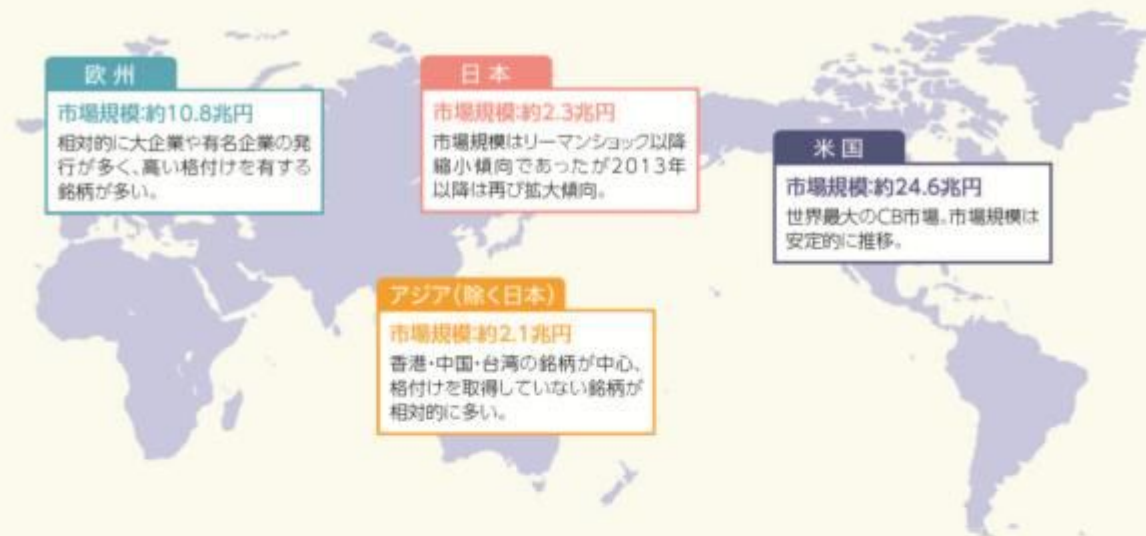 欧州
市場規模:約10.8兆円
相対的に大企業や有名企業の発
行が多く、高い格付けを有する
銘柄が多い。
日本
市場規模:約2.3兆円
市場規模はリーマンショック以降
縮小傾向であったが2013年
以降は再び拡大傾向。
米国
市場規模:約24.6兆円
世界最大のCB市場。市場規模は
安定的に推移。
アジア(除く日本)
市場規模:約2.1兆円
香港・中国・台湾の銘柄が中心、
格付けを取得していない銘柄が
相対的に多い。